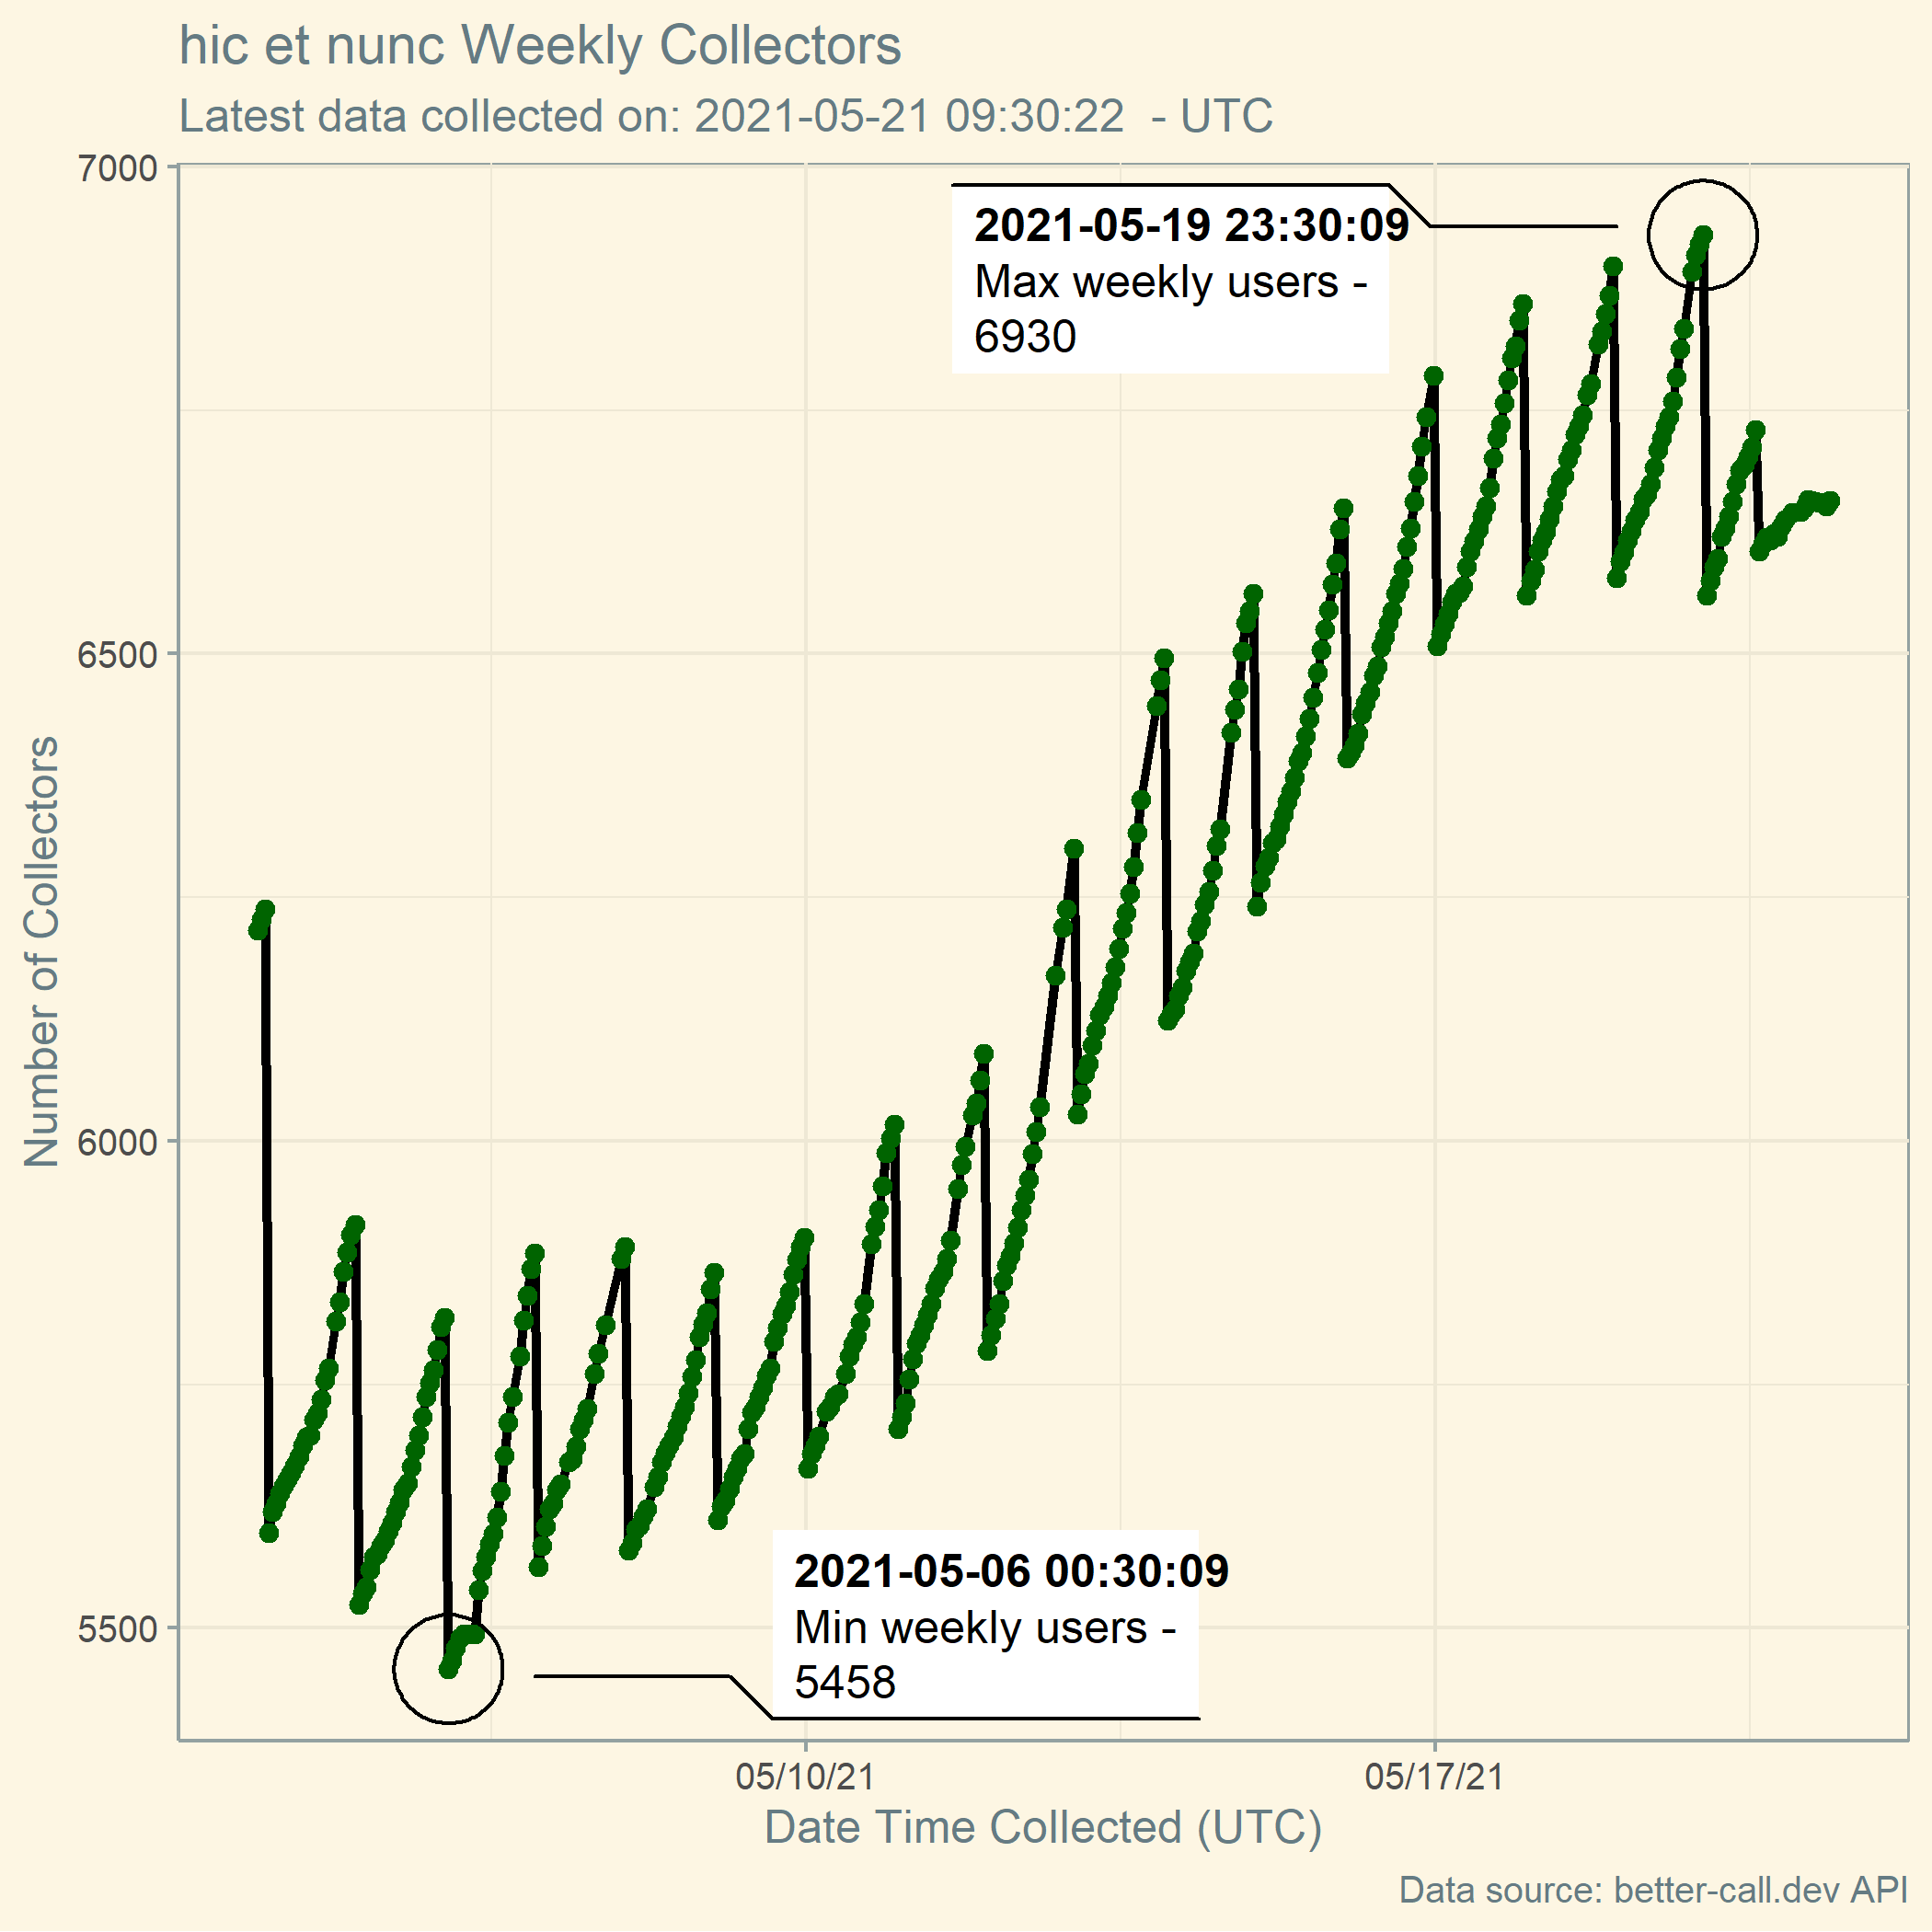 hic et nunc Weekly Collectors
Latest data collected on: 2021-05-21 09:30:22  - UTC
7000
6500
6000
5500
Number of Collectors
2021-05-19 23:30:09
Max weekly users -
6930
2021-05-06 00:30:09
Min weekly users -
5458
05/10/21
05/17/21
Date Time Collected (UTC)
Data source: better-call.dev API